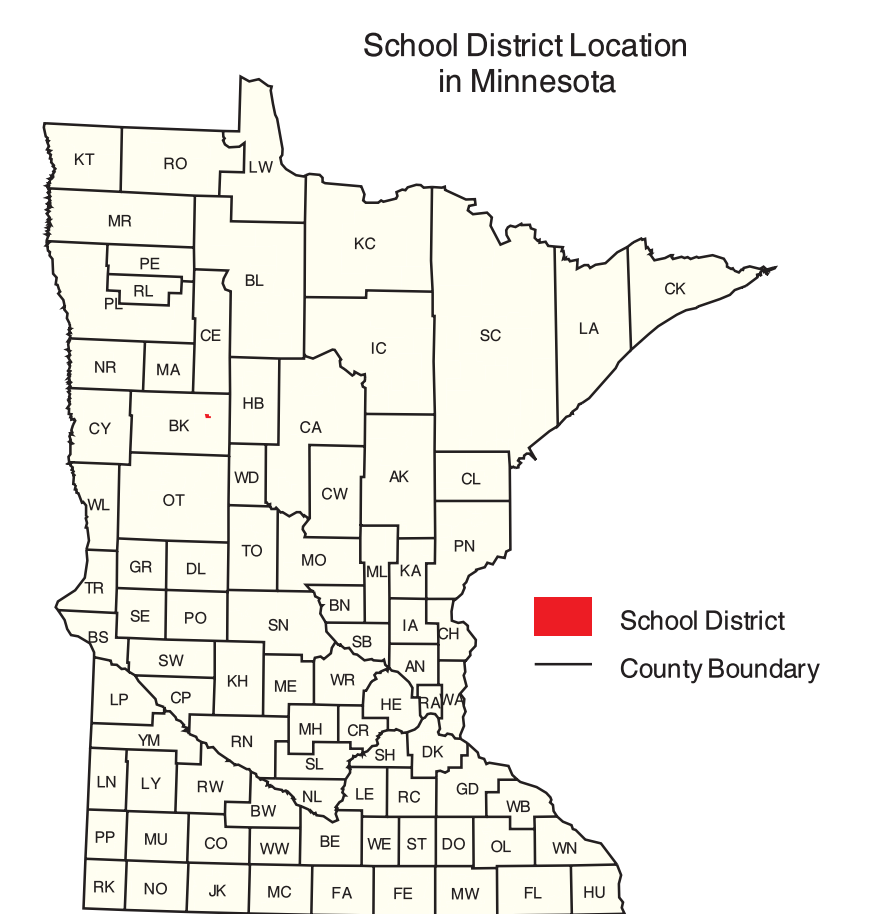 School District Location
in Minnesota
KT
RO
LW
MR
KC
PE
BL
RL
CK
PL
CE
SC
LA
IC
NR
MA
HB
BK
CA
CY
WD
AK
CL
CW
OT
WL
TO
PN
MO
GR
DL
ML
KA
TR
BN
SE
PO
SN
IA
CH
BS
SB
SW
AN
KH
WR
ME
LP
CP
HE
RA
WA
MH
CR
YM
RN
SH
DK
SL
LN
LY
RW
NL
LE
RC
GD
WB
BW
PP
MU
CO
WW
BE
WE
ST
DO
OL
WN
RK
NO
JK
MC
FA
FE
MW
FL
HU
School District
County Boundary